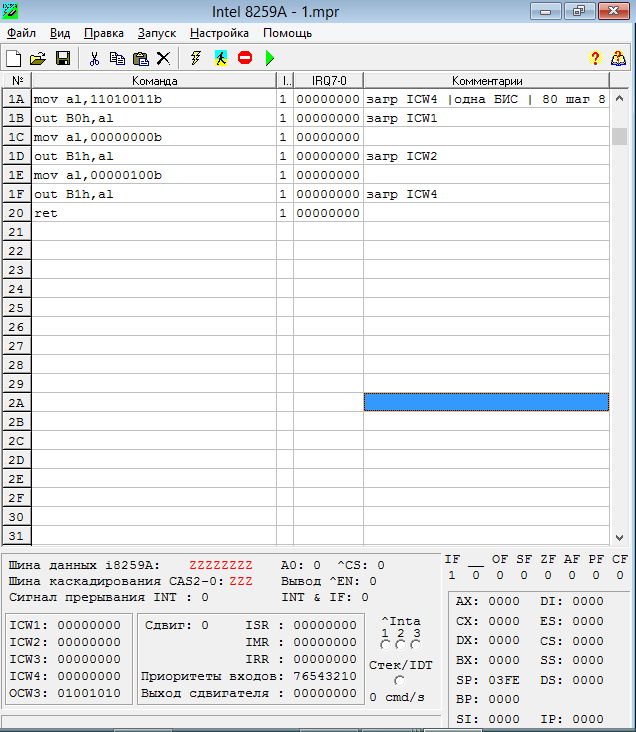 Intel 8259A - 1.mpr
Файл Вид Правка Запуск Настройка Помощь
№ Команда I.. IRQ7-0 Комментарии
1A mov al,11010011b 1 00000000 загр ICW4 |одна БИС | 80 шаг 8
1B out B0h,al 1 00000000 загр ICW1
1C mov al,00000000b 1 00000000
1D out B1h,al 1 00000000 загр ICW2
1E mov al,00000100b 1 00000000
1F out B1h,al 1 00000000 загр ICW4
20 ret 1 00000000
21
22
23
24
25
26
27
28
29
2A
2B
2C
2D
2E
2F
30
31
Шина данных i8259A: ZZZZZZZZ A0: 0 ^CS: 0
Шина каскадирования CAS2-0: ZZZ Вывод ^EN: 0
Сигнал прерывания INT : 0 INT & IF: 0
ICW1: 00000000
ICW2: 00000000
ICW3: 00000000
ICW4: 00000000
OCW3: 01001010
Сдвиг: 0 ISR : 00000000
IMR : 00000000
IRR : 00000000
Приоритеты входов: 76543210
Выход сдвигателя : 00000000
^Inta
1 2 3
Стек/IDT
0 cmd/s
IF __ OF SF ZF AF PF CF
1 0 0 0 0 0 0 0
AX: 0000 DI: 0000
CX: 0000 ES: 0000
DX: 0000 CS: 0000
BX: 0000 SS: 0000
SP: 03FE DS: 0000
BP: 0000
SI: 0000 IP: 0000